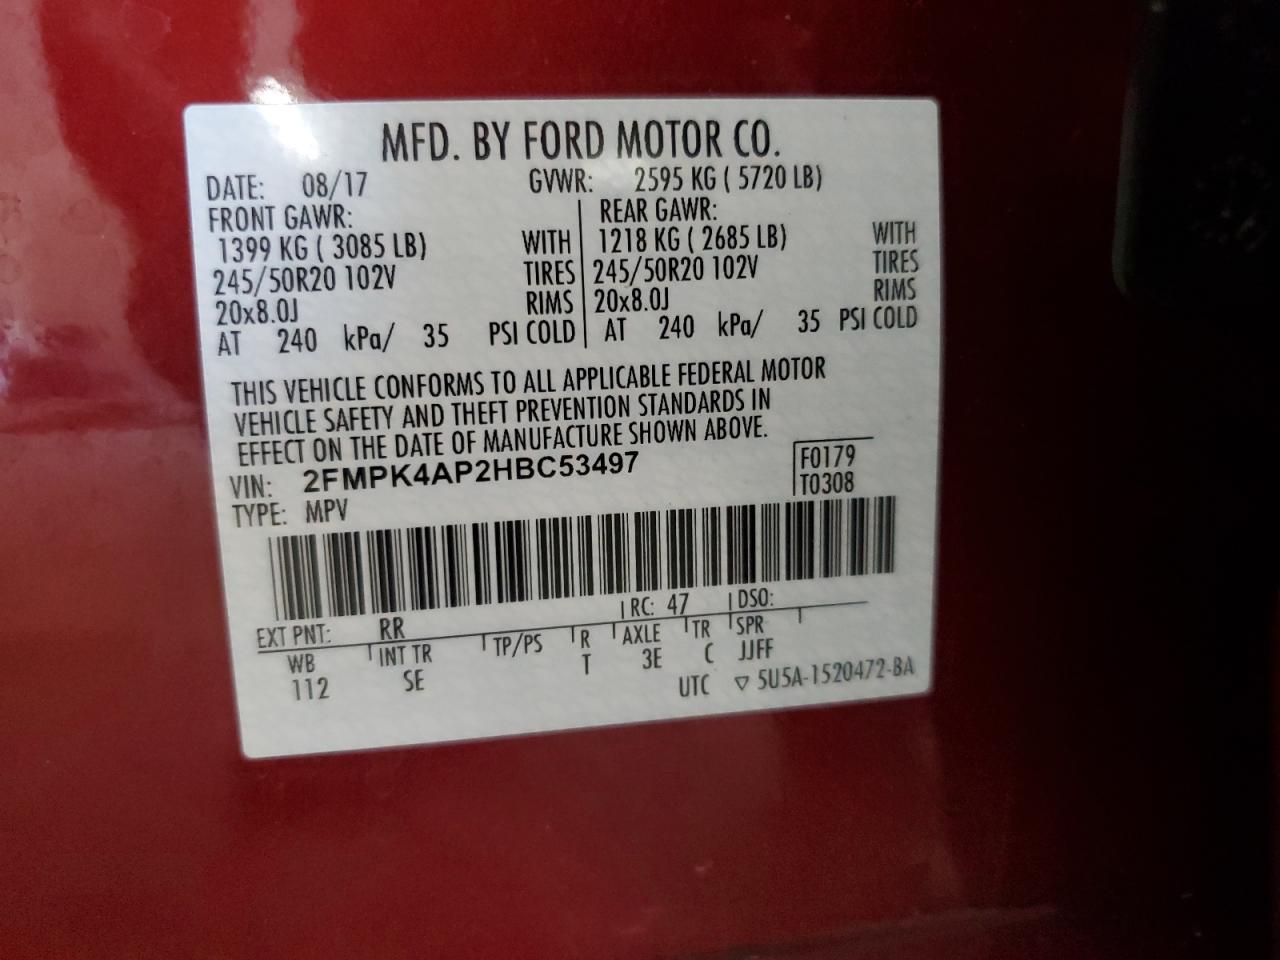 MFD. BY FORD MOTOR CO.
DATE: 08/17 GVWR: 2595 KG ( 5720 LB)
FRONT GAWR: REAR GAWR:
1399 KG ( 3085 LB) WITH 1218 KG ( 2685 LB) WITH
245/50R20 102V TIRES 245/50R20 102V TIRES
20x8.0J RIMS 20x8.0J RIMS
AT 240 kPa/ 35 PSI COLD AT 240 kPa/ 35 PSI COLD
THIS VEHICLE CONFORMS TO ALL APPLICABLE FEDERAL MOTOR
VEHICLE SAFETY AND THEFT PREVENTION STANDARDS IN
EFFECT ON THE DATE OF MANUFACTURE SHOWN ABOVE.
VIN: 2FMPK4AP2HBC53497 F0179
TYPE: MPV T0308
EXT PNT: RR RC: 47 DSO:
WB INT TR TP/PS R AXLE TR SPR
112 SE T 3E C JJFF
UTC ▽ 5U5A-1520472-BA